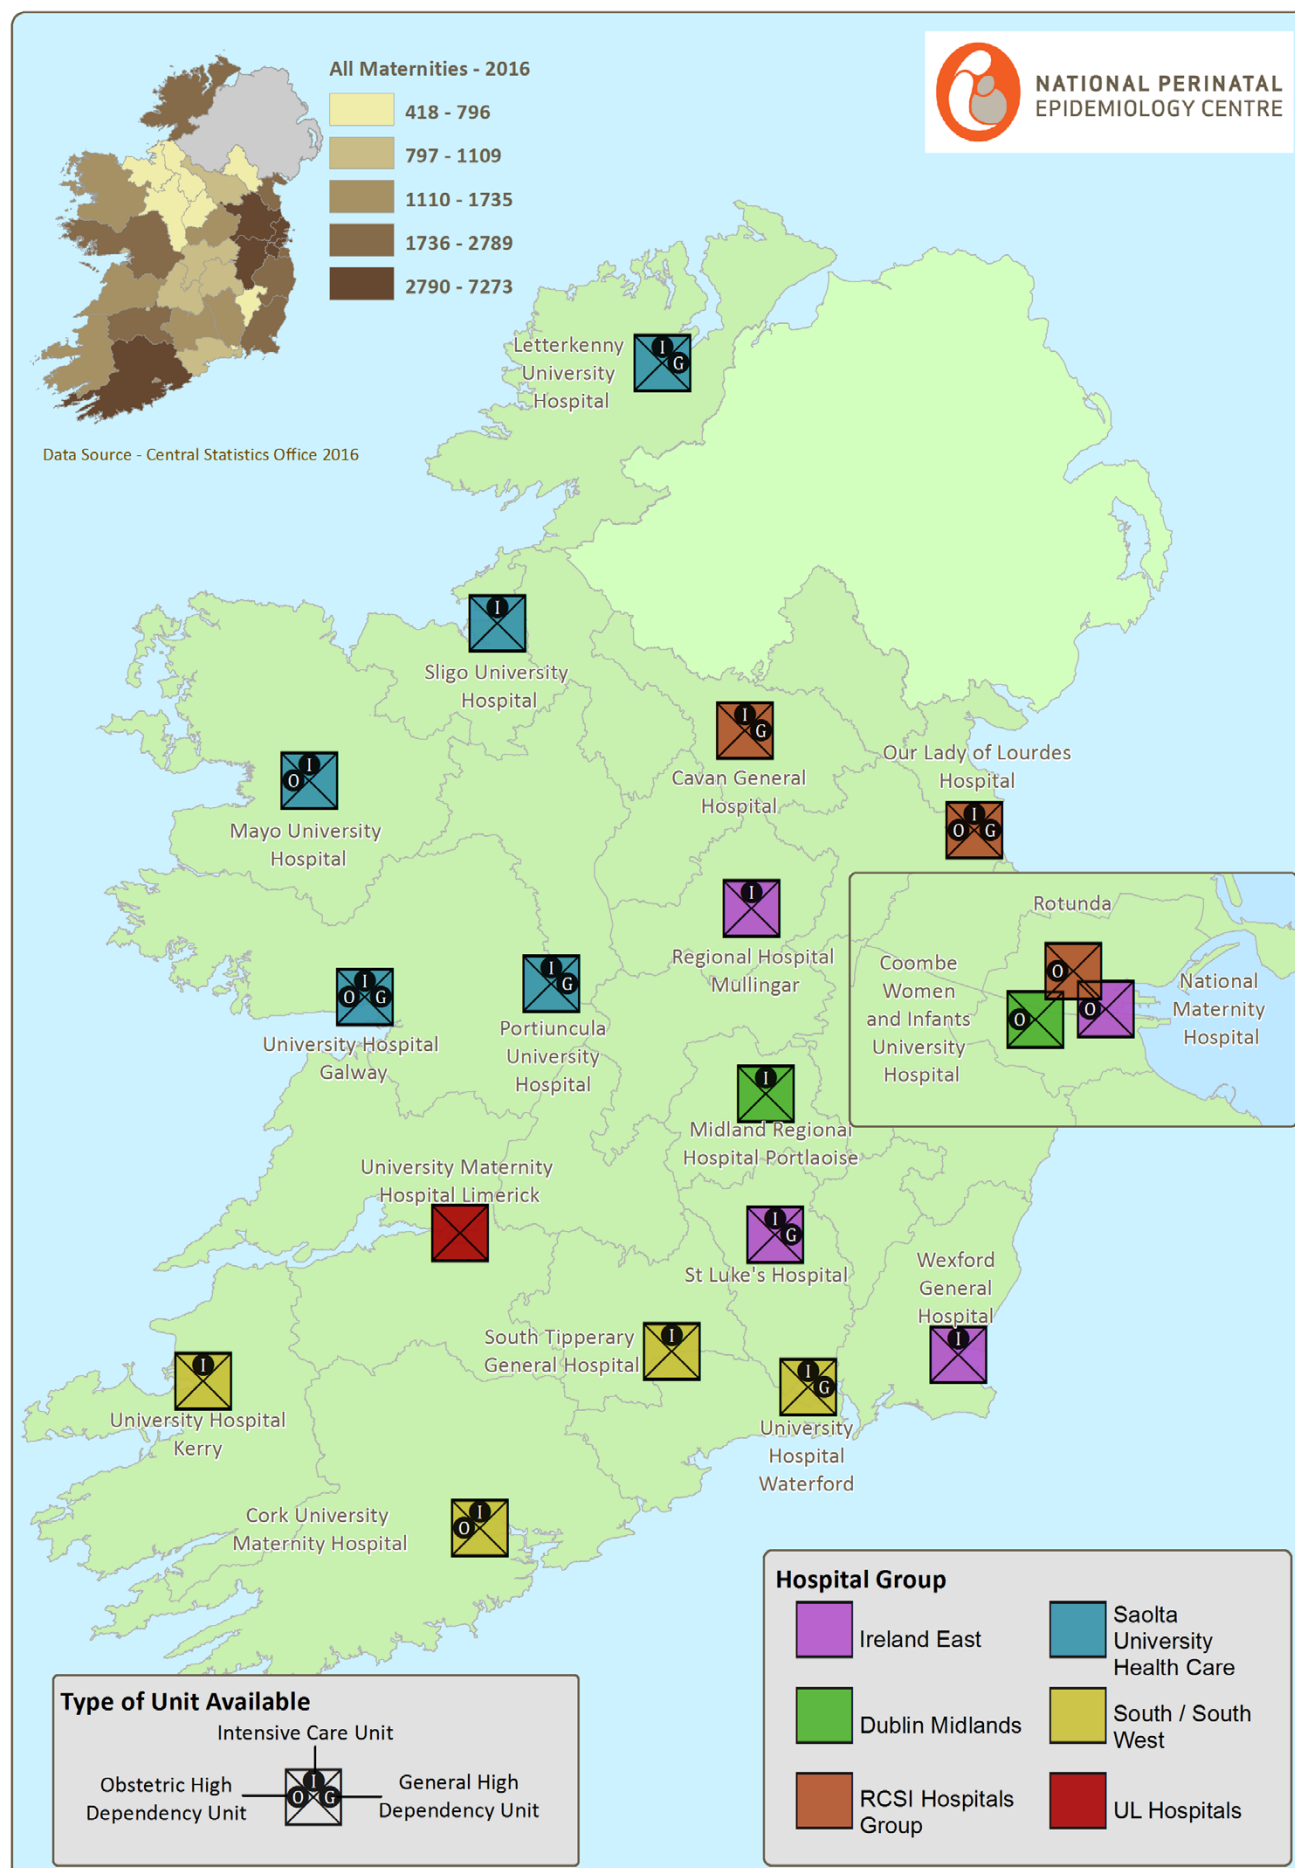 All Maternities - 2016
418 - 796
797 - 1109
1110 - 1735
1736 - 2789
2790 - 7273
Data Source - Central Statistics Office 2016
NATIONAL PERINATAL
EPIDEMIOLOGY CENTRE
Letterkenny
University
Hospital
I
G
I
Sligo University
Hospital
I
G
Cavan General
Hospital
Our Lady of Lourdes
Hospital
I
O
G
I
O
Mayo University
Hospital
I
Regional Hospital
Mullingar
Rotunda
O
Coombe
Women
and Infants
University
Hospital
O
O
National
Maternity
Hospital
I
O
G
University Hospital
Galway
I
G
Portiuncula
University
Hospital
I
Midland Regional
Hospital Portlaoise
University Maternity
Hospital Limerick
I
G
St Luke's Hospital
Wexford
General
Hospital
I
South Tipperary
General Hospital
I
I
G
University
Hospital
Waterford
I
University Hospital
Kerry
Cork University
Maternity Hospital
I
O
Type of Unit Available
Intensive Care Unit
Obstetric High
Dependency Unit
I
O
G
General High
Dependency Unit
Hospital Group
Ireland East
Dublin Midlands
RCSI Hospitals
Group
Saolta
University
Health Care
South / South
West
UL Hospitals